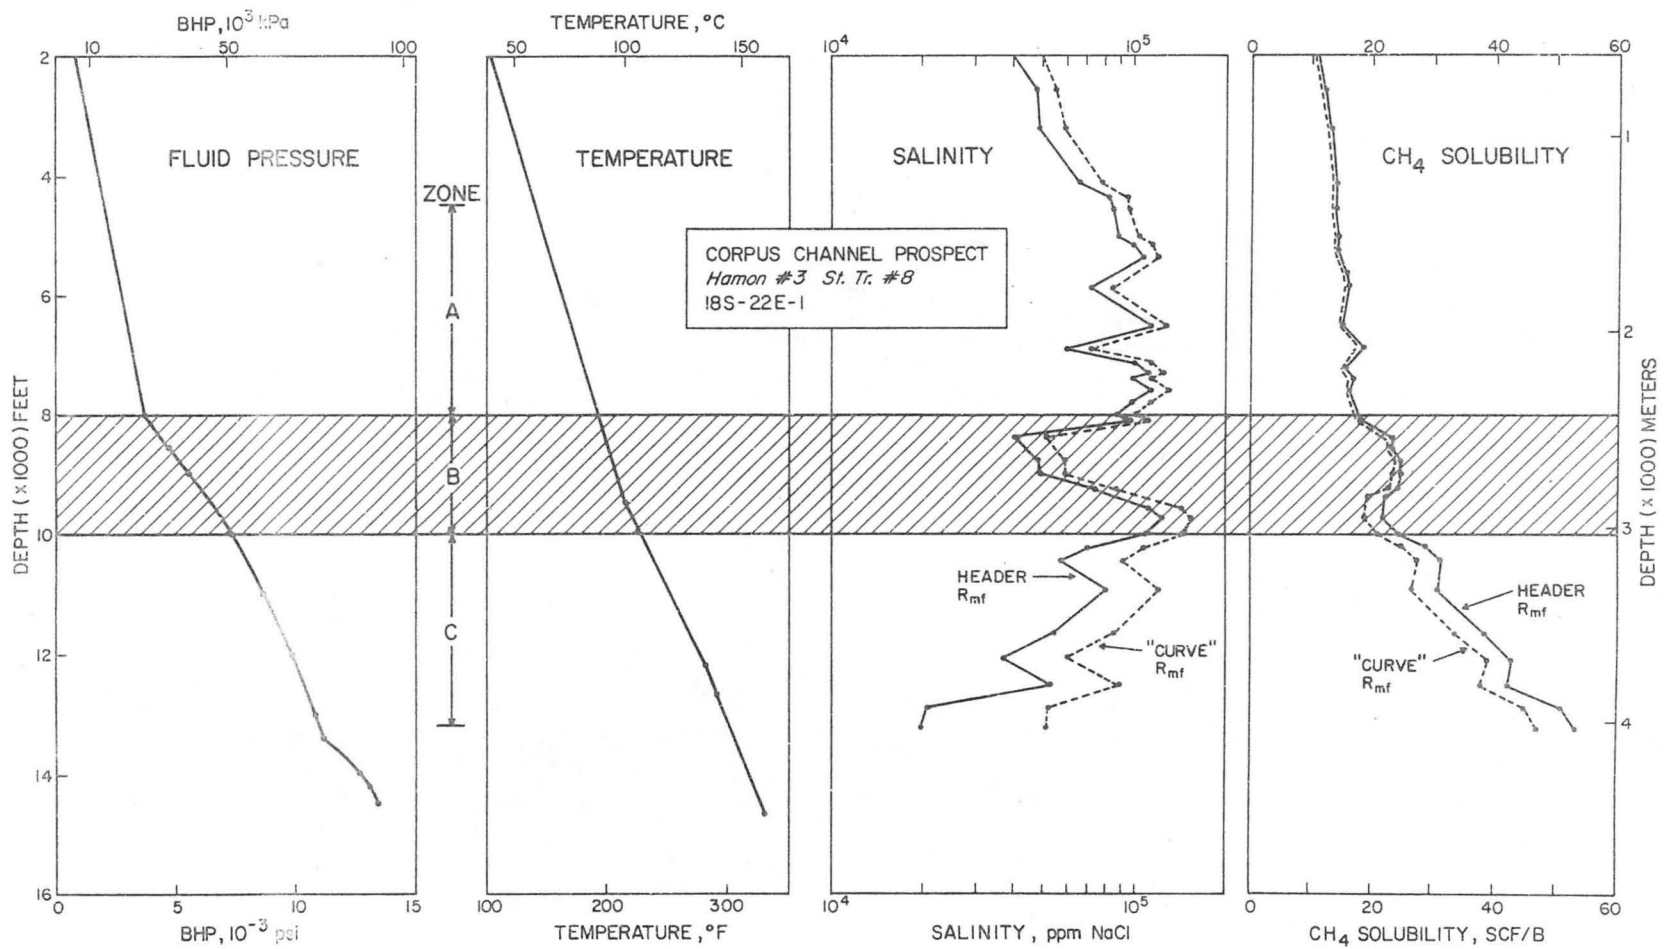 BHP, 10³ kPa
10 50 100
TEMPERATURE, °C
50 100 150
10⁴ 10⁵
0 20 40 60
2
4
6
8
10
12
14
16
DEPTH (×1000) FEET
FLUID PRESSURE
TEMPERATURE
SALINITY
CH₄ SOLUBILITY
ZONE
A
B
C
CORPUS CHANNEL PROSPECT
Hamon #3 St. Tr. #8
18S-22E-1
HEADER
Rmf
"CURVE"
Rmf
HEADER
Rmf
"CURVE"
Rmf
1
2
3
4
DEPTH (×1000) METERS
0 5 10 15
BHP, 10⁻³ psi
100 200 300
TEMPERATURE, °F
10⁴ 10⁵
SALINITY, ppm NaCl
0 20 40 60
CH₄ SOLUBILITY, SCF/B